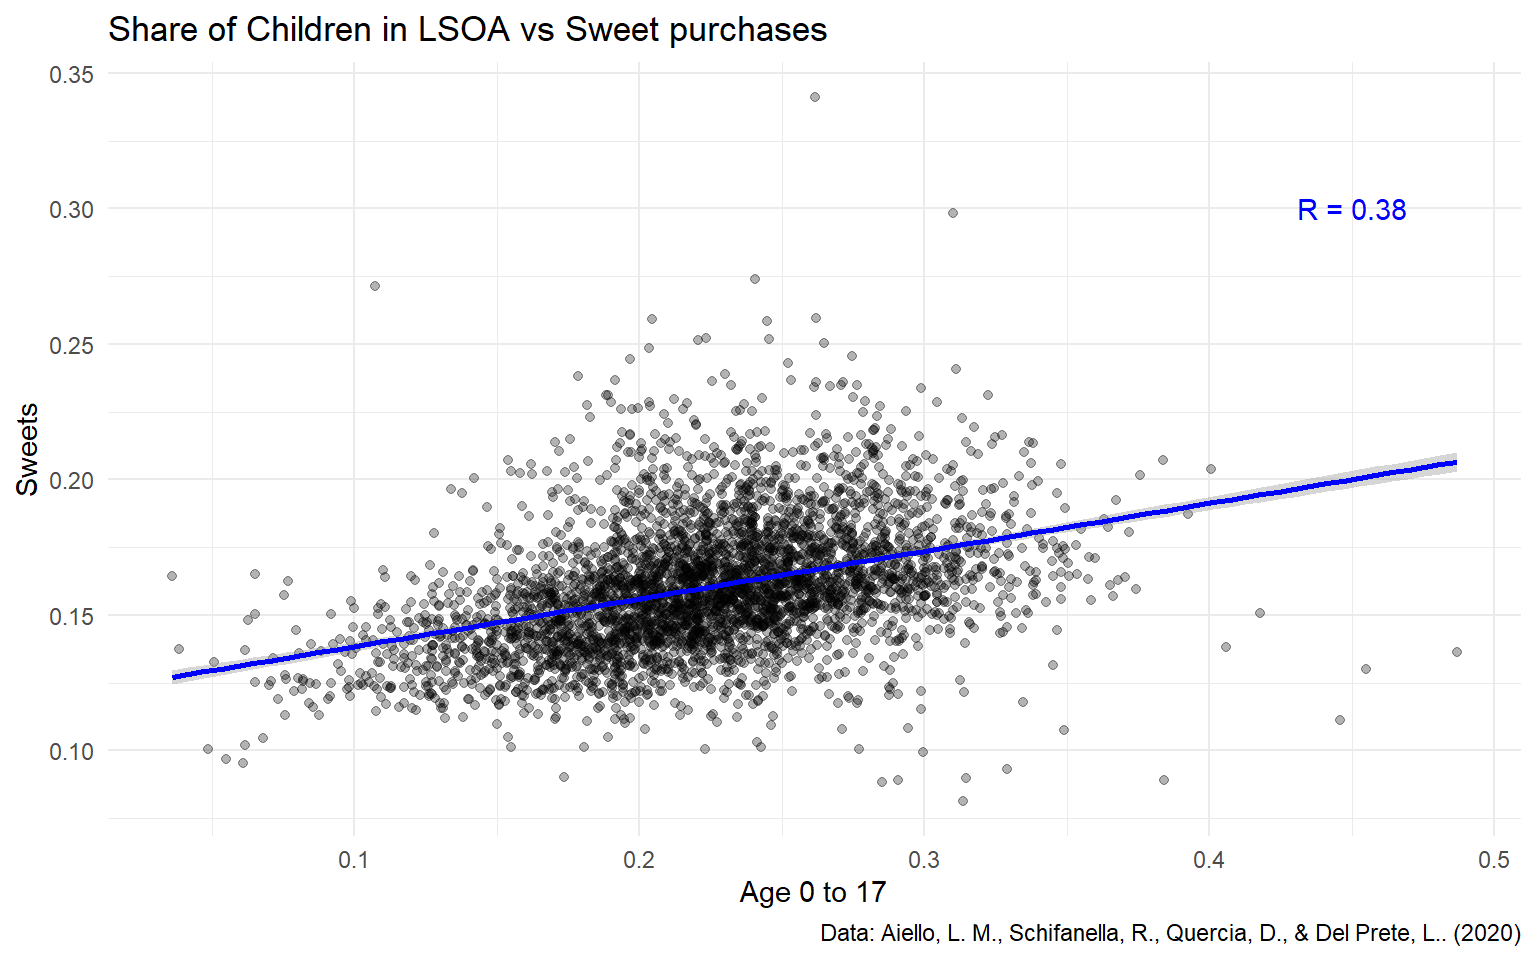 Share of Children in LSOA vs Sweet purchases
0.35
0.30
R = 0.38
0.25
Sweets
0.20
0.15
0.10
0.1
0.2
0.3
0.4
0.5
Age 0 to 17
Data: Aiello, L. M., Schifanella, R., Quercia, D., & Del Prete, L.. (2020)